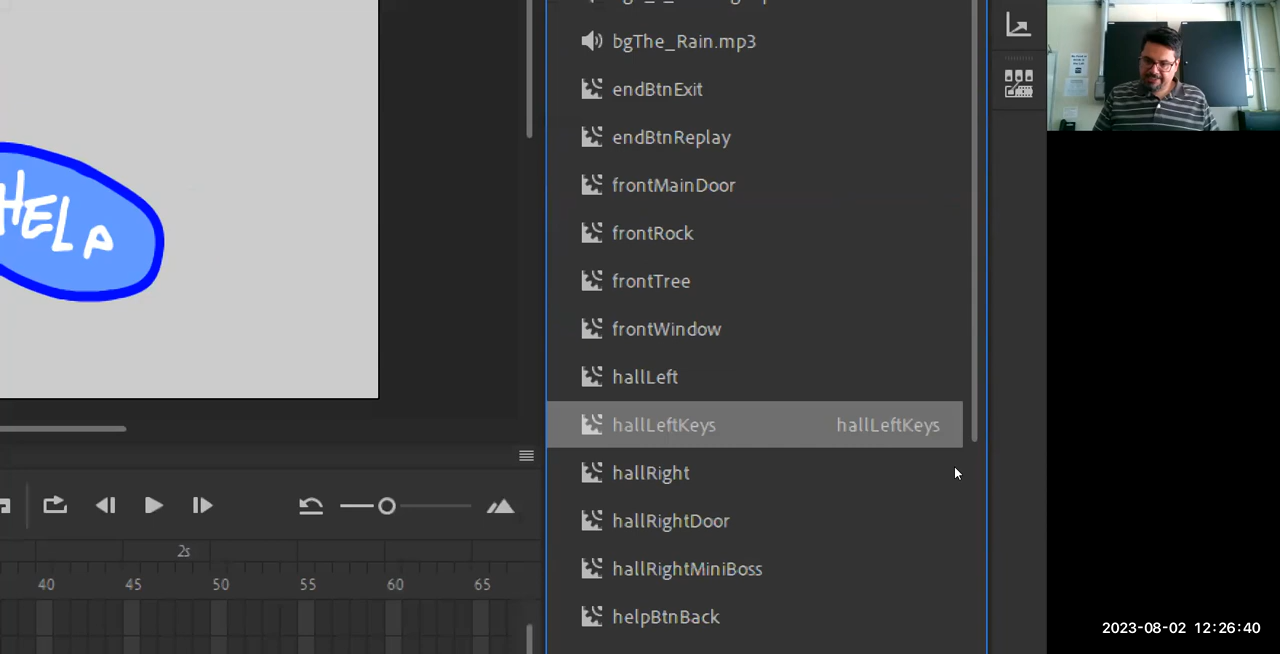 bgThe_Rain.mp3
endBtnExit
endBtnReplay
frontMainDoor
frontRock
frontTree
frontWindow
hallLeft
hallLeftKeys hallLeftKeys
hallRight
hallRightDoor
hallRightMiniBoss
helpBtnBack
HELP
2s
40 45 50 55 60 65
2023-08-02 12:26:40